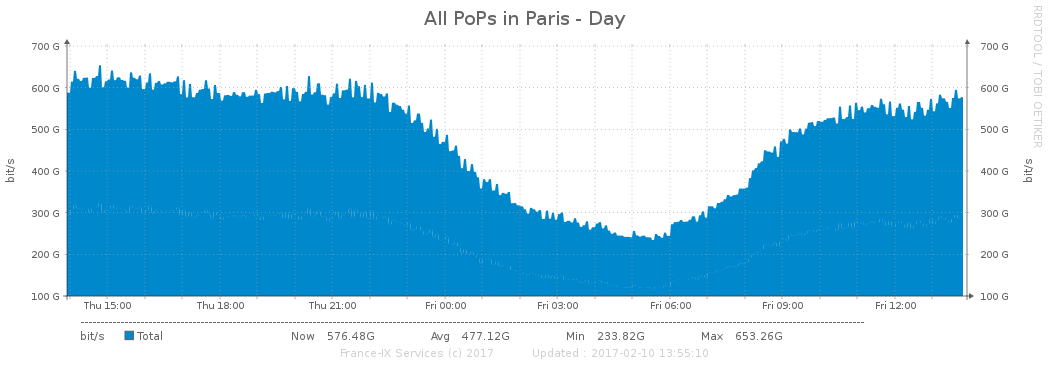 All PoPs in Paris - Day
RRDTOOL / TOBI OETIKER
700 G 700 G
600 G 600 G
500 G 500 G
400 G 400 G
300 G 300 G
200 G 200 G
100 G 100 G
bit/s bit/s
Thu 15:00 Thu 18:00 Thu 21:00 Fri 00:00 Fri 03:00 Fri 06:00 Fri 09:00 Fri 12:00
bit/s Total Now 576.48G Avg 477.12G Min 233.82G Max 653.26G
France-IX Services (c) 2017 Updated : 2017-02-10 13:55:10